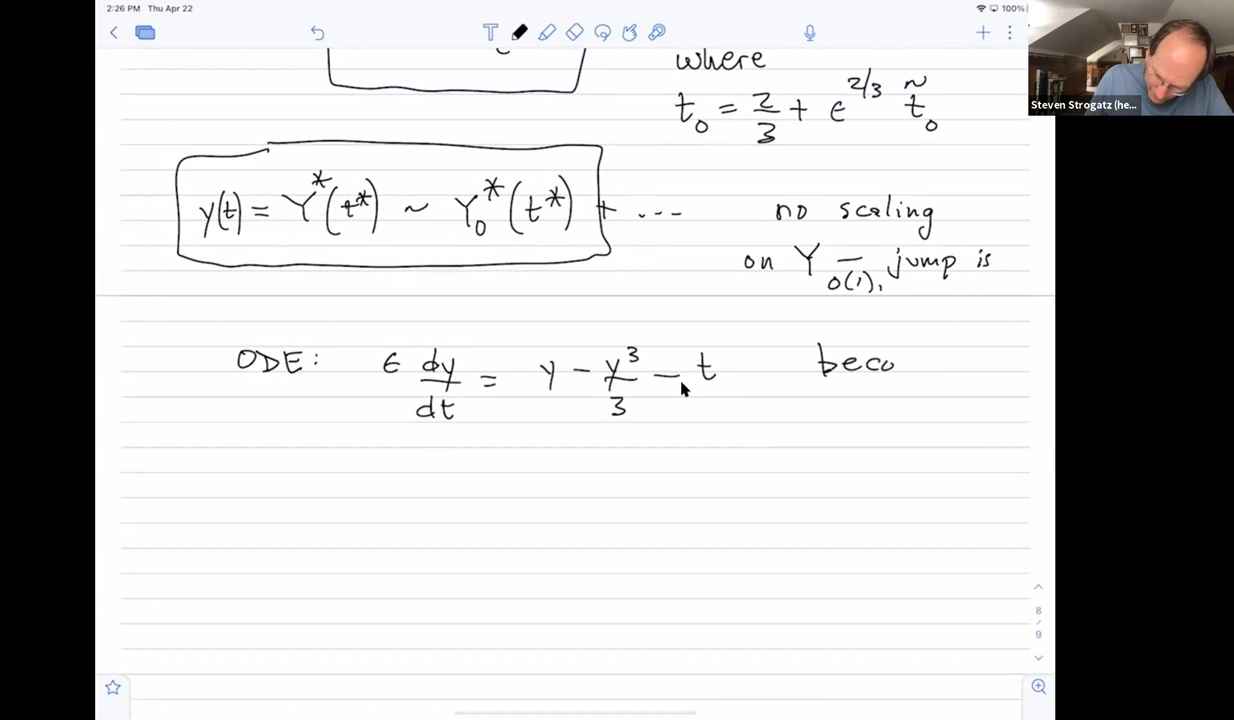 2:26 PM Thu Apr 22
100%
T
where
t₀ = 2/3 + ϵ^{2/3} t̃₀
y(t) = Y*(t*) ~ Y₀*(t*) + ---
no scaling
on Y — jump is
O(1),
ODE: ϵ dy/dt = y - y³/3 - t beco
Steven Strogatz (he...
8
/
9